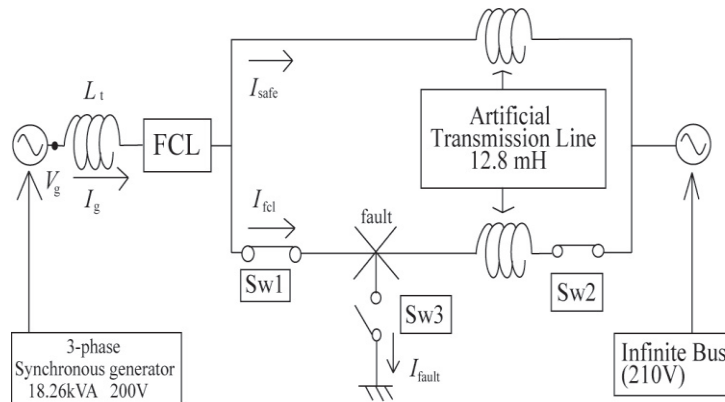 L t
FCL
V g
I g
I safe
Artificial
Transmission Line
12.8 mH
I fcl
fault
Sw1
Sw2
Sw3
I fault
3-phase
Synchronous generator
18.26kVA 200V
Infinite Bus
(210V)